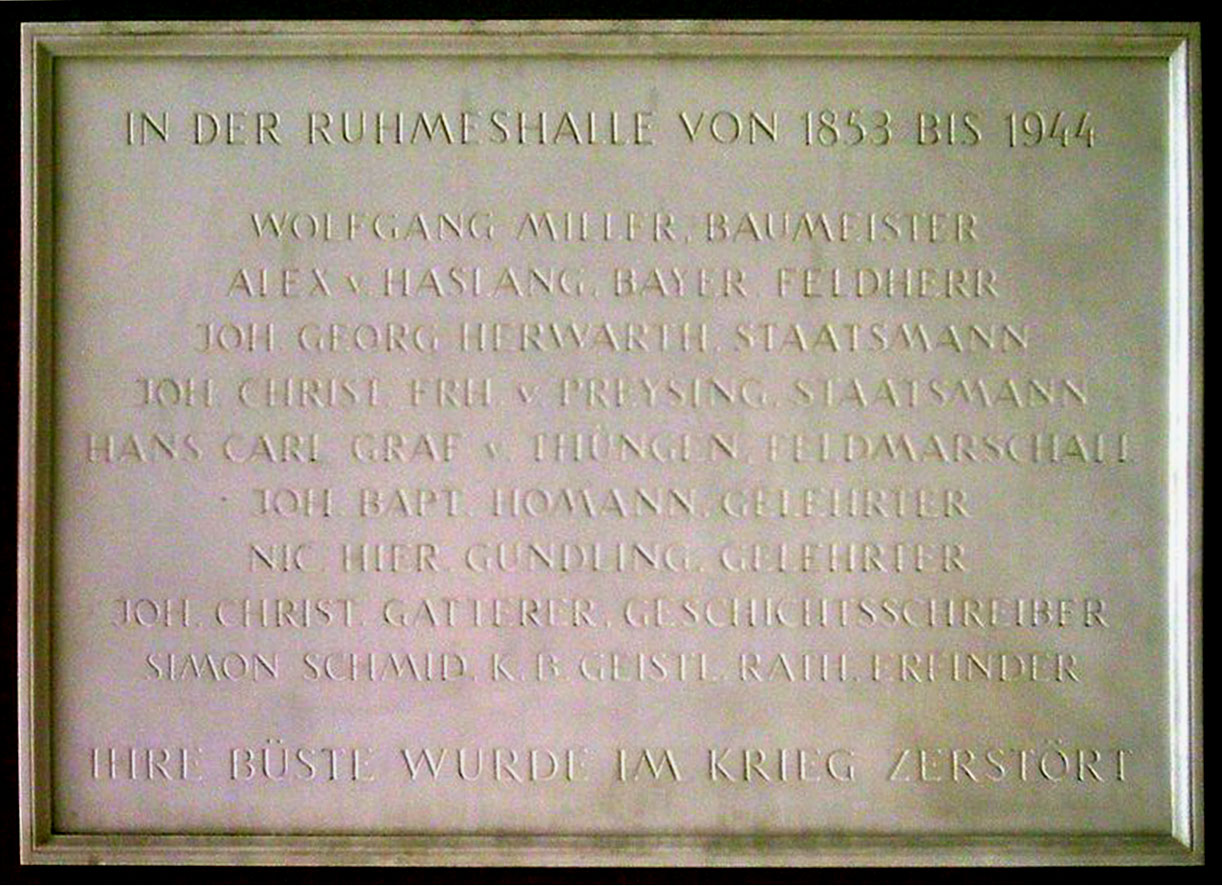 IN DER RUHMESHALLE VON 1853 BIS 1944
WOLFGANG MILLER, BAUMEISTER
ALEX v. HASLANG, BAYER. FELDHERR
JOH. GEORG HERWARTH, STAATSMANN
JOH. CHRIST. FRH. v. PREYSING, STAATSMANN
HANS CARL GRAF v. THÜNGEN, FELDMARSCHALL
JOH. BAPT. HOMANN, GELEHRTER
NIC. HIER. GUNDLING, GELEHRTER
JOH. CHRIST. GATTERER, GESCHICHTSSCHREIBER
SIMON SCHMID, K. B. GEISTL. RATH, ERFINDER
IHRE BÜSTE WURDE IM KRIEG ZERSTÖRT